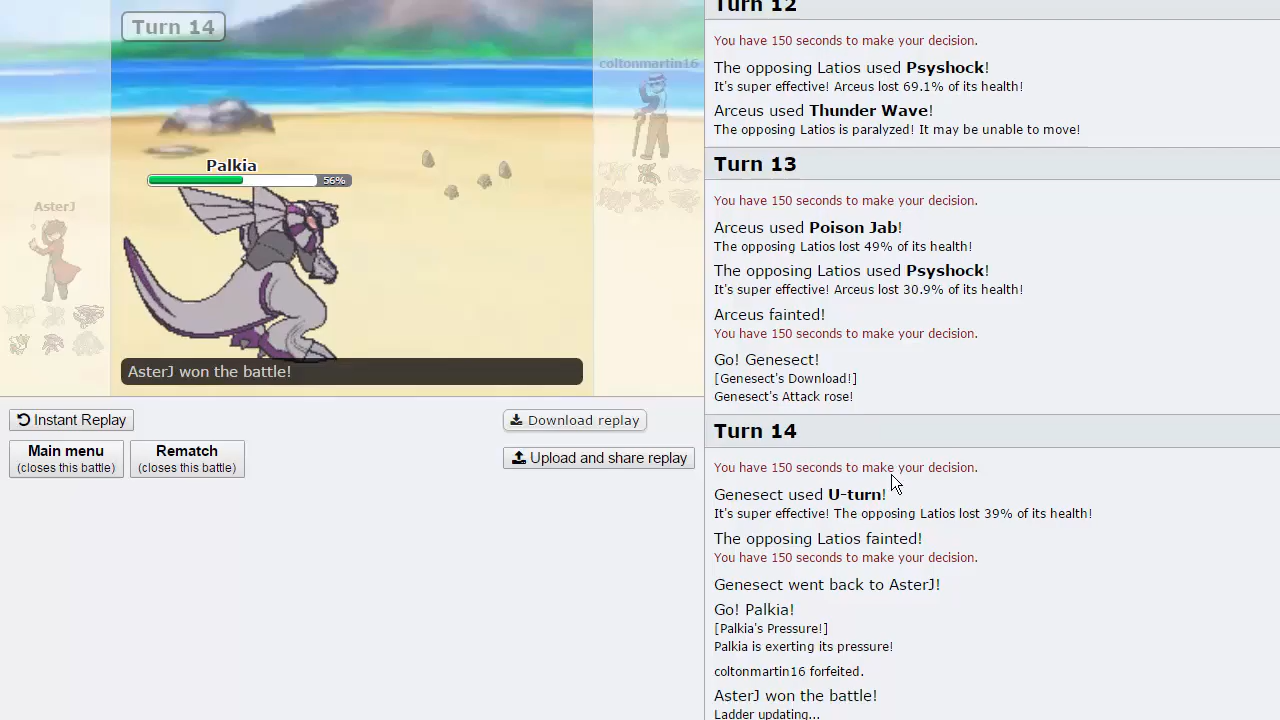 Turn 14
coltonmartin16
Palkia
56%
AsterJ
AsterJ won the battle!
Instant Replay
Download replay
Main menu
(closes this battle)
Rematch
(closes this battle)
Upload and share replay
Turn 12
You have 150 seconds to make your decision.
The opposing Latios used Psyshock!
It's super effective! Arceus lost 69.1% of its health!
Arceus used Thunder Wave!
The opposing Latios is paralyzed! It may be unable to move!
Turn 13
You have 150 seconds to make your decision.
Arceus used Poison Jab!
The opposing Latios lost 49% of its health!
The opposing Latios used Psyshock!
It's super effective! Arceus lost 30.9% of its health!
Arceus fainted!
You have 150 seconds to make your decision.
Go! Genesect!
[Genesect's Download!]
Genesect's Attack rose!
Turn 14
You have 150 seconds to make your decision.
Genesect used U-turn!
It's super effective! The opposing Latios lost 39% of its health!
The opposing Latios fainted!
You have 150 seconds to make your decision.
Genesect went back to AsterJ!
Go! Palkia!
[Palkia's Pressure!]
Palkia is exerting its pressure!
coltonmartin16 forfeited.
AsterJ won the battle!
Ladder updating...